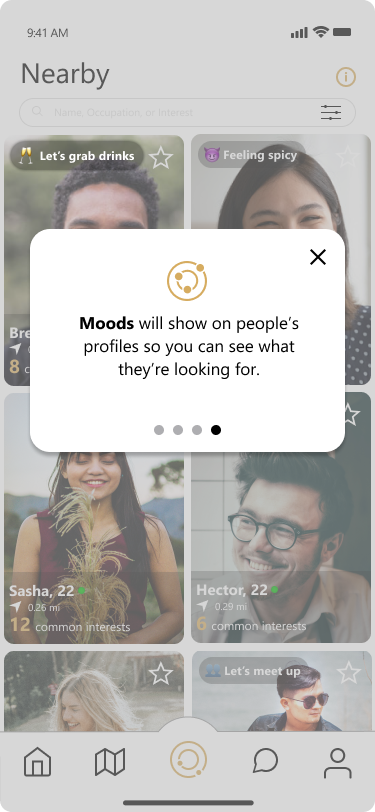 9:41 AM
Nearby
Name, Occupation, or Interest
🥂 Let's grab drinks
😈 Feeling spicy
Moods will show on people's
profiles so you can see what
they're looking for.
Bre
8 c
Sasha, 22
0.26 mi
12 common interests
Hector, 22
0.29 mi
6 common interests
👥 Let's meet up